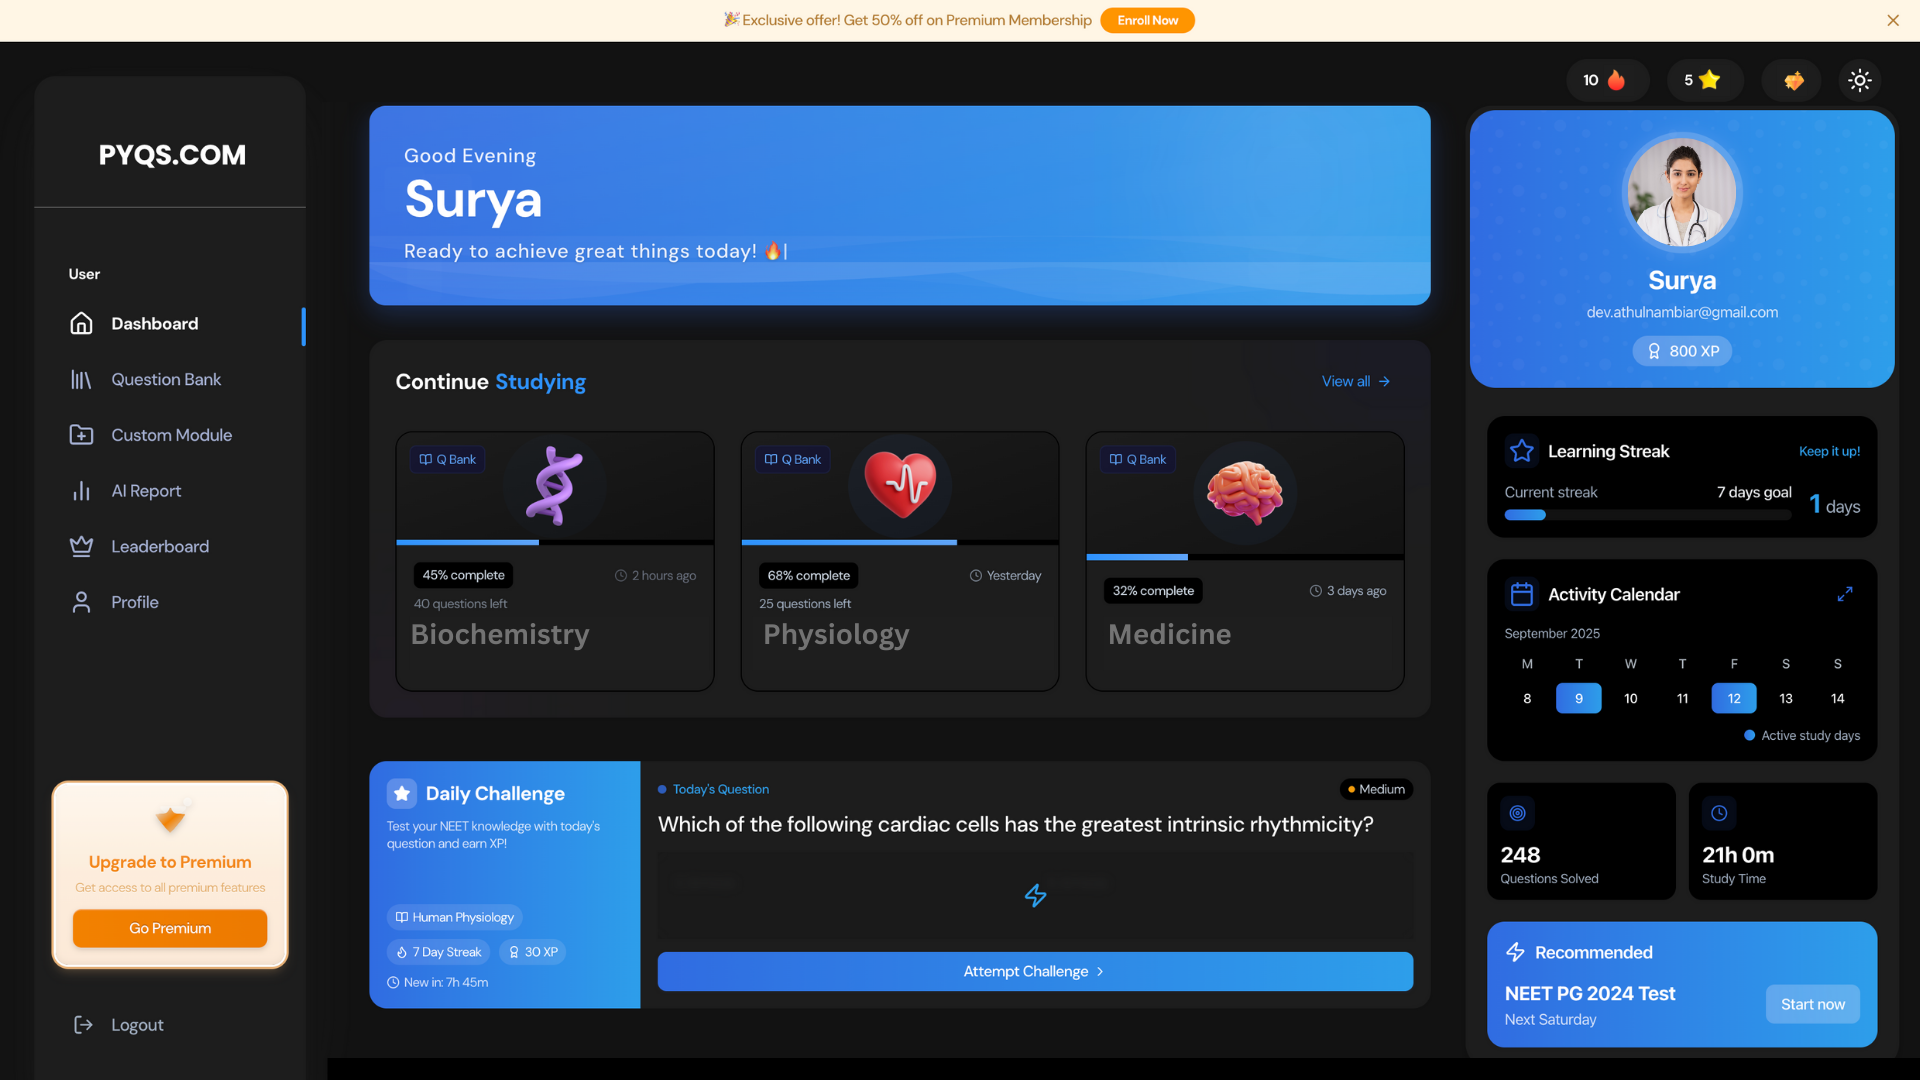 🎉 Exclusive offer! Get 50% off on Premium Membership
Enroll Now
10
5
PYQS.COM
User
Dashboard
Question Bank
Custom Module
AI Report
Leaderboard
Profile
Upgrade to Premium
Get access to all premium features
Go Premium
Logout
Good Evening
Surya
Ready to achieve great things today! 🔥|
Continue Studying
View all →
Q Bank
45% complete
2 hours ago
40 questions left
Biochemistry
Q Bank
68% complete
Yesterday
25 questions left
Physiology
Q Bank
32% complete
3 days ago
Medicine
Daily Challenge
Test your NEET knowledge with today's
question and earn XP!
Human Physiology
7 Day Streak
30 XP
New in: 7h 45m
Today's Question
Medium
Which of the following cardiac cells has the greatest intrinsic rhythmicity?
Attempt Challenge
Surya
dev.athulnambiar@gmail.com
800 XP
Learning Streak
Keep it up!
Current streak
7 days goal
1 days
Activity Calendar
September 2025
M T W T F S S
8 9 10 11 12 13 14
Active study days
248
Questions Solved
21h 0m
Study Time
Recommended
NEET PG 2024 Test
Next Saturday
Start now